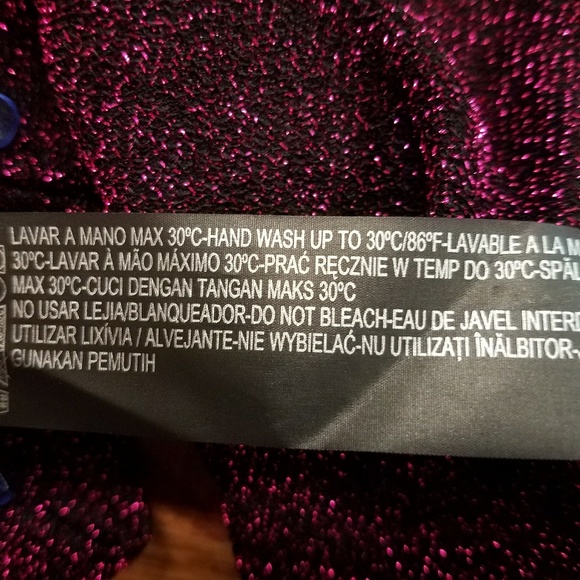 LAVAR A MANO MAX 30ºC-HAND WASH UP TO 30ºC/86ºF-LAVABLE A LA M
30ºC-LAVAR À MÃO MÁXIMO 30ºC-PRAĆ RĘCZNIE W TEMP DO 30ºC-SPĂL
MAX 30ºC-CUCI DENGAN TANGAN MAKS 30ºC
NO USAR LEJIA/BLANQUEADOR-DO NOT BLEACH-EAU DE JAVEL INTERD
UTILIZAR LIXÍVIA / ALVEJANTE-NIE WYBIELAĆ-NU UTILIZAȚI ÎNĂLBITOR-
GUNAKAN PEMUTIH